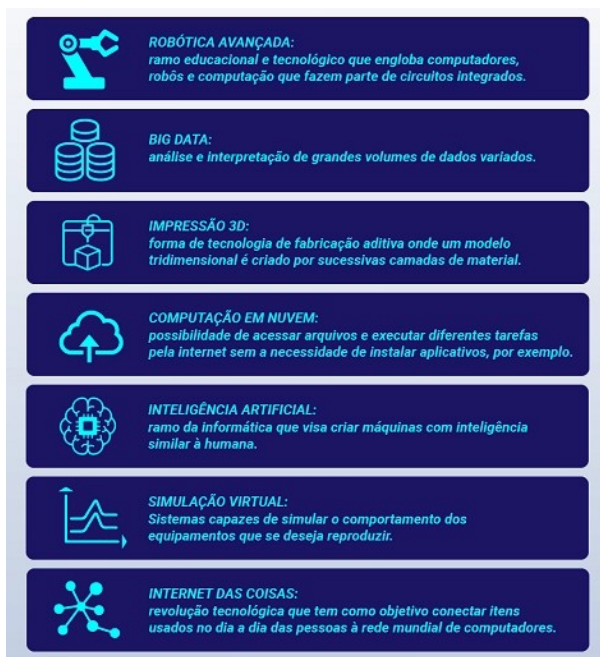 ROBÓTICA AVANÇADA:
ramo educacional e tecnológico que engloba computadores,
robôs e computação que fazem parte de circuitos integrados.
BIG DATA:
análise e interpretação de grandes volumes de dados variados.
IMPRESSÃO 3D:
forma de tecnologia de fabricação aditiva onde um modelo
tridimensional é criado por sucessivas camadas de material.
COMPUTAÇÃO EM NUVEM:
possibilidade de acessar arquivos e executar diferentes tarefas
pela internet sem a necessidade de instalar aplicativos, por exemplo.
INTELIGÊNCIA ARTIFICIAL:
ramo da informática que visa criar máquinas com inteligência
similar à humana.
SIMULAÇÃO VIRTUAL:
Sistemas capazes de simular o comportamento dos
equipamentos que se deseja reproduzir.
INTERNET DAS COISAS:
revolução tecnológica que tem como objetivo conectar itens
usados no dia a dia das pessoas à rede mundial de computadores.